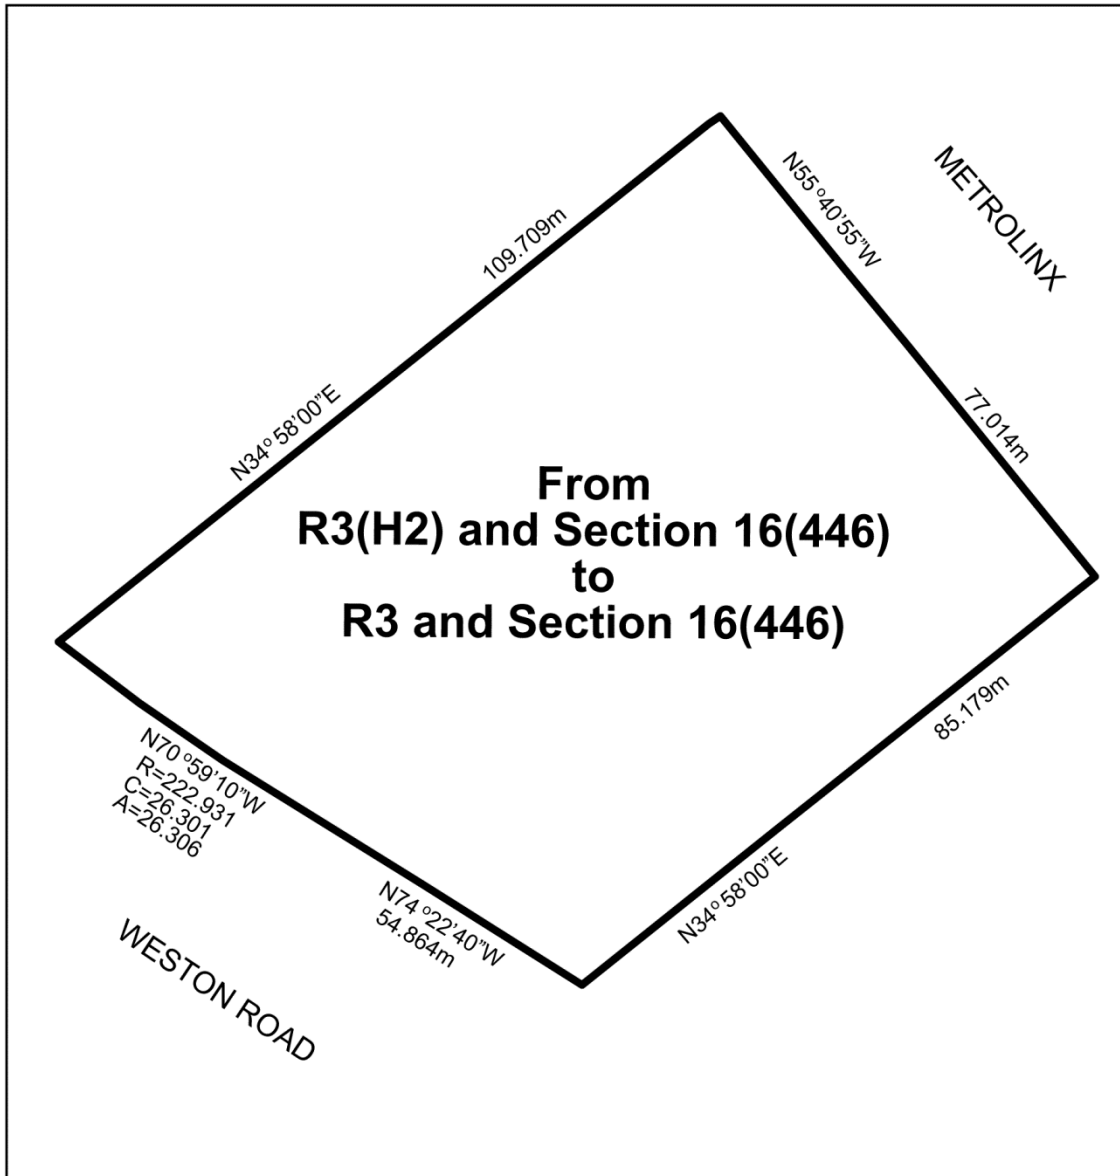 N55°40'55"W
METROLINX
109.709m
N34°58'00"E
77.014m
From
R3(H2) and Section 16(446)
to
R3 and Section 16(446)
85.179m
N70°59'10"W
R=222.931
C=26.301
A=26.306
N34°58'00"E
N74°22'40"W
54.864m
WESTON ROAD